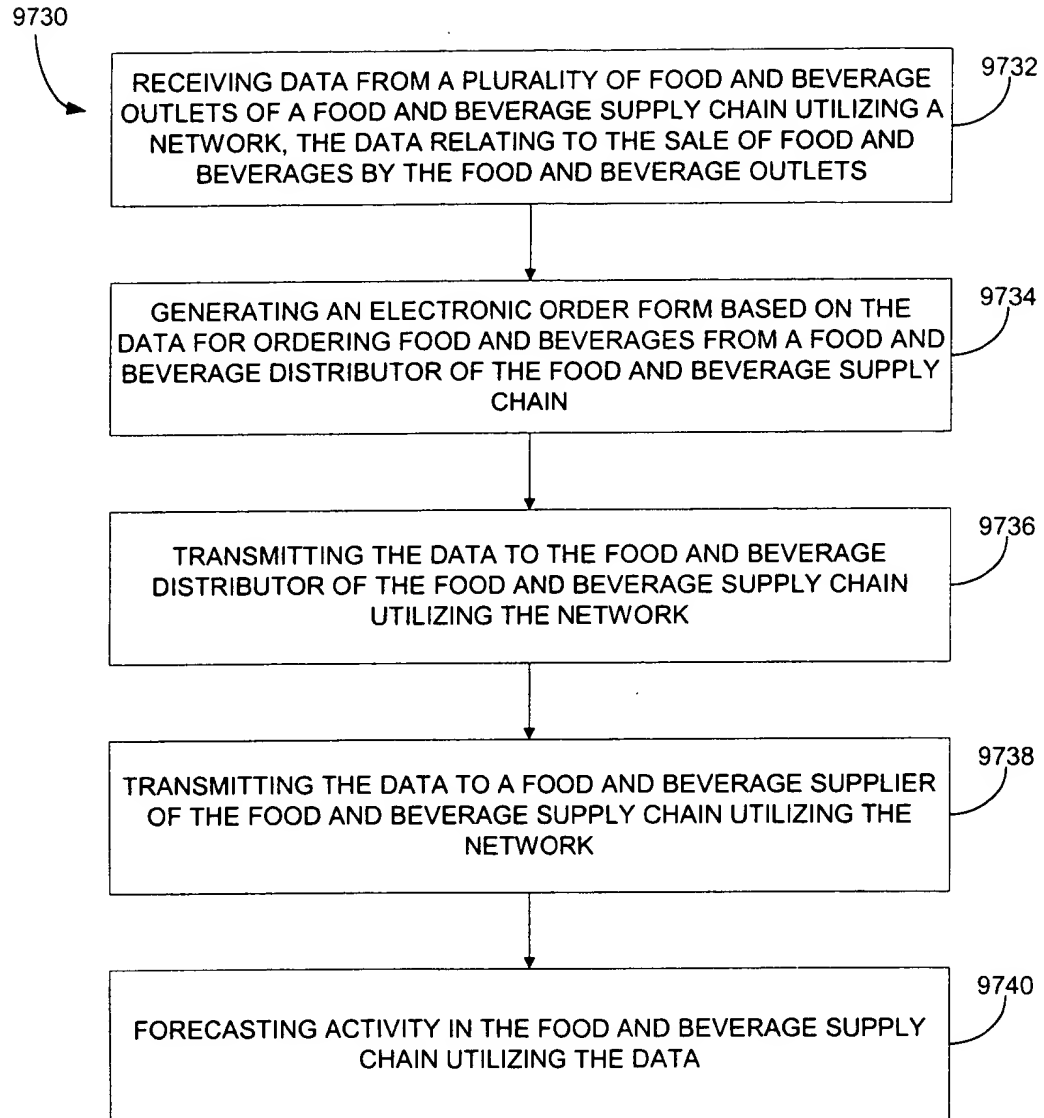 9730
RECEIVING DATA FROM A PLURALITY OF FOOD AND BEVERAGE
OUTLETS OF A FOOD AND BEVERAGE SUPPLY CHAIN UTILIZING A
NETWORK, THE DATA RELATING TO THE SALE OF FOOD AND
BEVERAGES BY THE FOOD AND BEVERAGE OUTLETS
9732
GENERATING AN ELECTRONIC ORDER FORM BASED ON THE
DATA FOR ORDERING FOOD AND BEVERAGES FROM A FOOD AND
BEVERAGE DISTRIBUTOR OF THE FOOD AND BEVERAGE SUPPLY
CHAIN
9734
TRANSMITTING THE DATA TO THE FOOD AND BEVERAGE
DISTRIBUTOR OF THE FOOD AND BEVERAGE SUPPLY CHAIN
UTILIZING THE NETWORK
9736
TRANSMITTING THE DATA TO A FOOD AND BEVERAGE SUPPLIER
OF THE FOOD AND BEVERAGE SUPPLY CHAIN UTILIZING THE
NETWORK
9738
FORECASTING ACTIVITY IN THE FOOD AND BEVERAGE SUPPLY
CHAIN UTILIZING THE DATA
9740